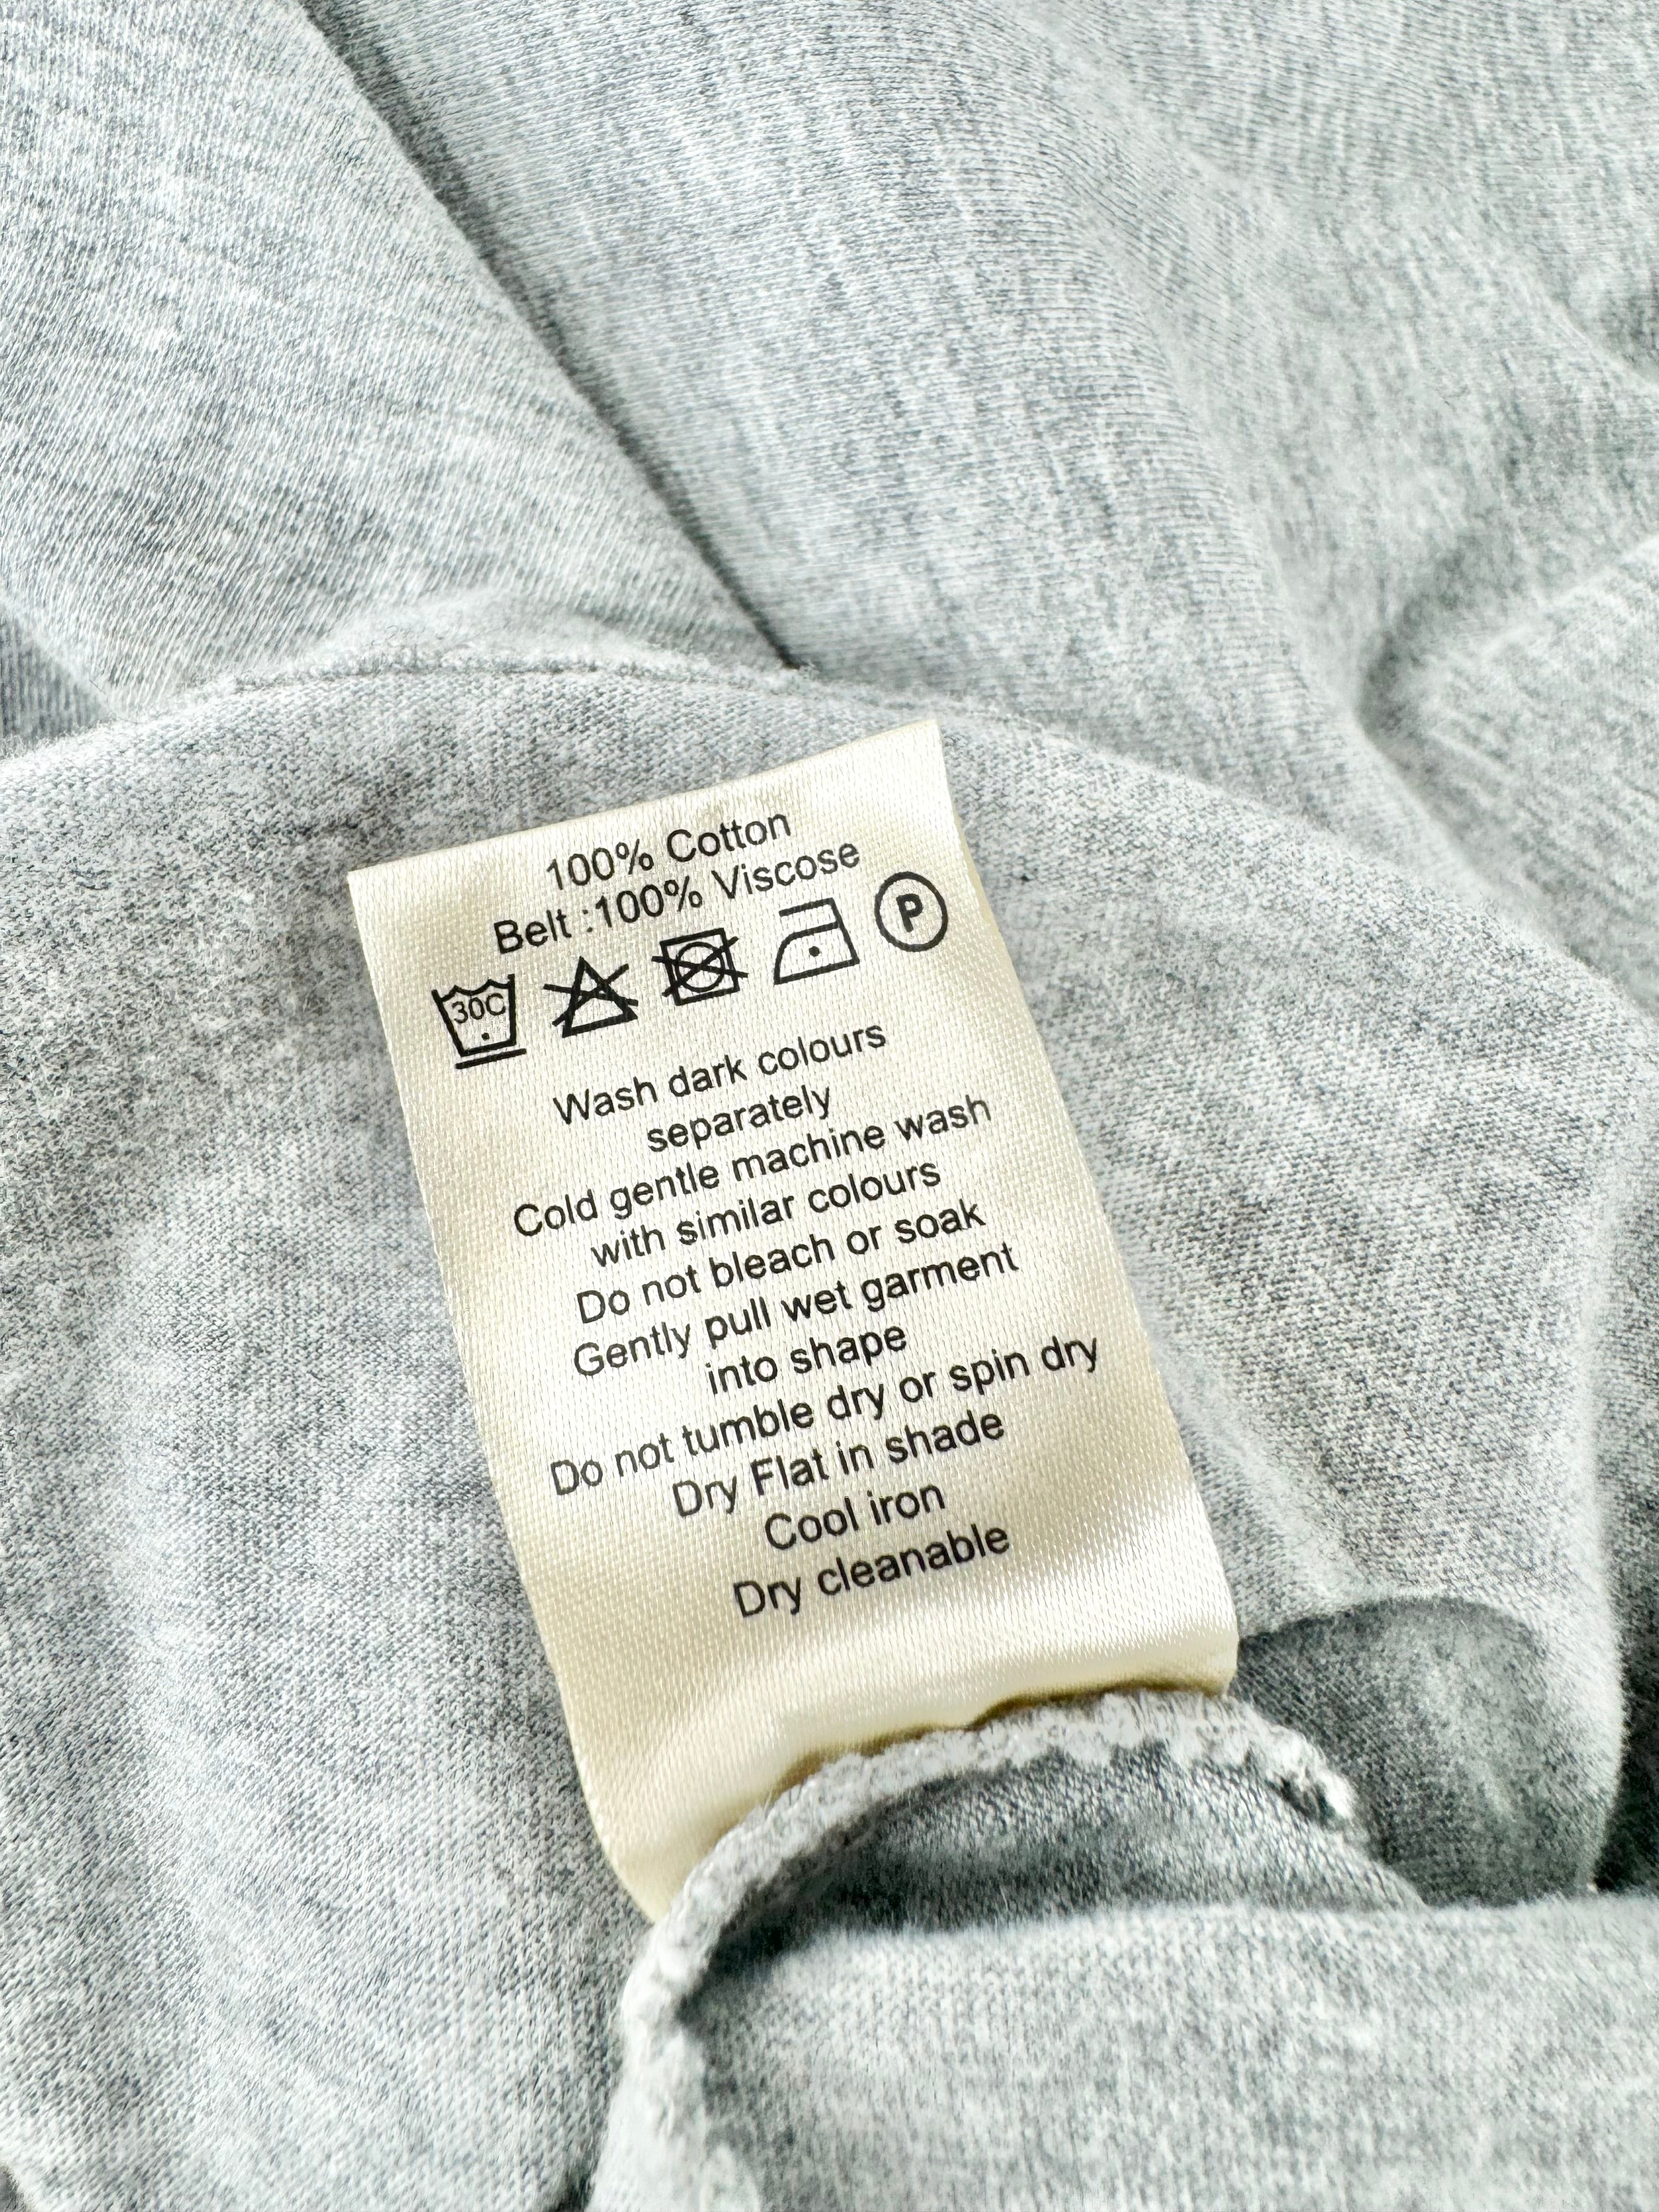 100% Cotton
Belt :100% Viscose
30C P
Wash dark colours
separately
Cold gentle machine wash
with similar colours
Do not bleach or soak
Gently pull wet garment
into shape
Do not tumble dry or spin dry
Dry Flat in shade
Cool iron
Dry cleanable